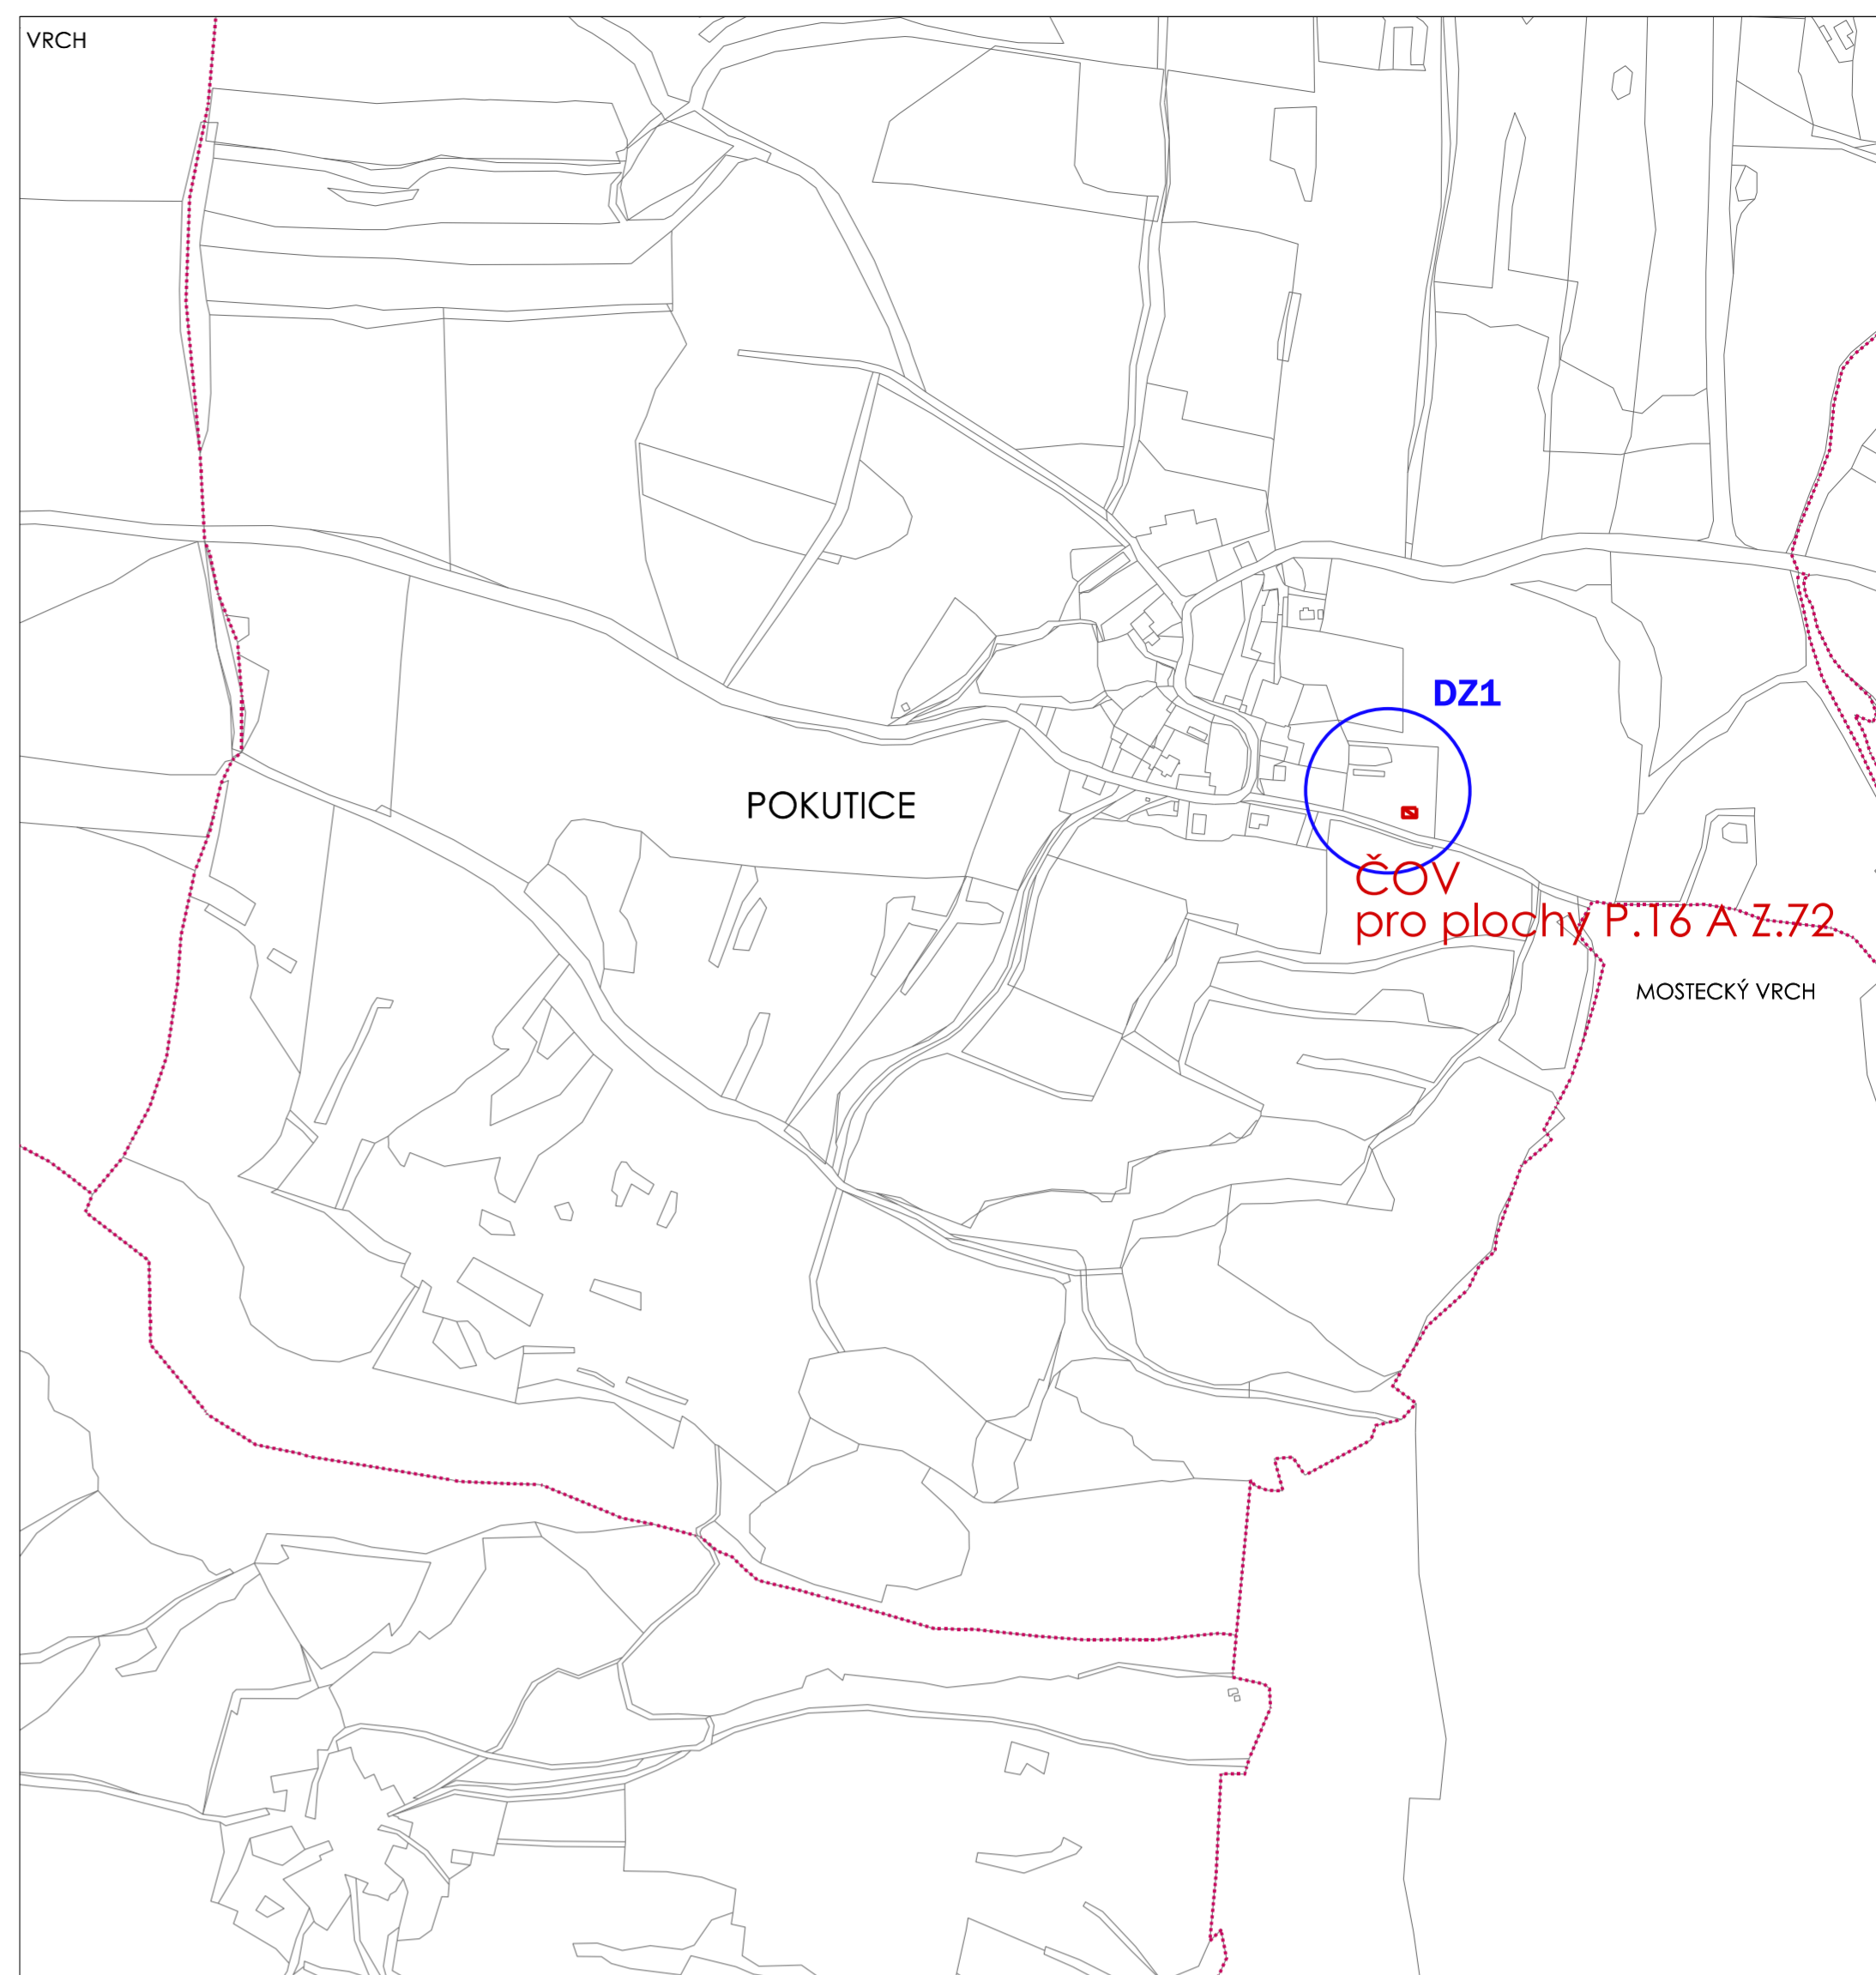 VRCH
DZ1
POKUTICE
ČOV
pro plochy P.16 A Z.72
MOSTECKÝ VRCH